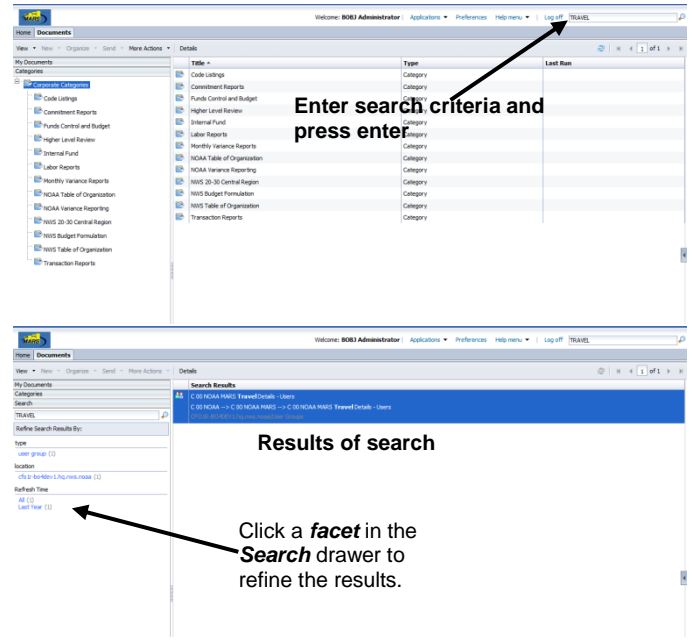 MARS
Welcome: BOBJ Administrator | Applications Preferences Help menu | Log off TRAVEL
Home Documents
View New Organize Send More Actions Details 1 of 1
My Documents
Categories
Corporate Categories
Code Listings
Commitment Reports
Funds Control and Budget
Higher Level Review
Internal Fund
Labor Reports
Monthly Variance Reports
NOAA Table of Organization
NOAA Variance Reporting
NWS 20-30 Central Region
NWS Budget Formulation
NWS Table of Organization
Transaction Reports
Title Type Last Run
Code Listings Category
Commitment Reports Category
Funds Control and Budget Category
Higher Level Review Category
Internal Fund Category
Labor Reports Category
Monthly Variance Reports Category
NOAA Table of Organization Category
NOAA Variance Reporting Category
NWS 20-30 Central Region Category
NWS Budget Formulation Category
NWS Table of Organization Category
Transaction Reports Category
Enter search criteria and
press enter
MARS
Welcome: BOBJ Administrator | Applications Preferences Help menu | Log off TRAVEL
Home Documents
View New Organize Send More Actions Details 1 of 1
My Documents
Categories
Search
TRAVEL
Refine Search Results By:
type
user group (1)
location
cfo1r-bo4dev1.hq.nws.noaa (1)
Refresh Time
All (1)
Last Year (1)
Search Results
C 00 NOAA MARS Travel Details - Users
C 00 NOAA --> C 00 NOAA MARS --> C 00 NOAA MARS Travel Details - Users
Results of search
Click a facet in the
Search drawer to
refine the results.